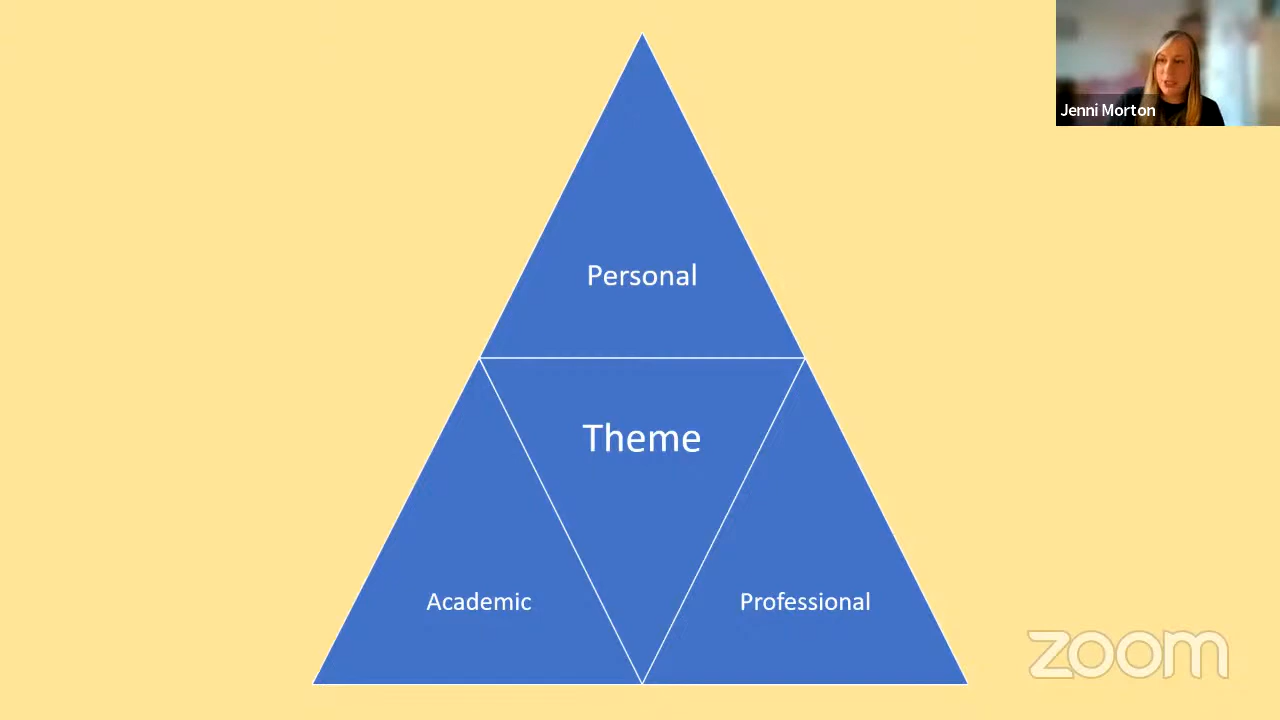 Jenni Morton
Personal
Theme
Academic
Professional
zoom